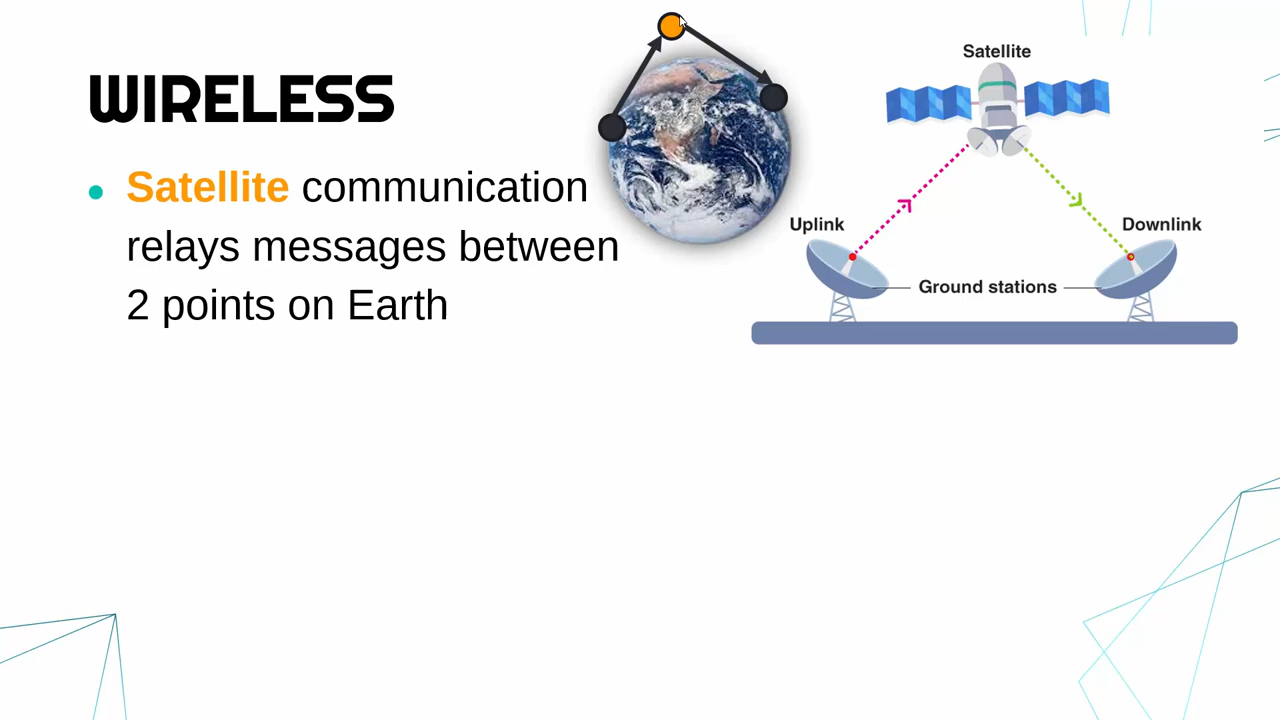 WIRELESS
Satellite communication
relays messages between
2 points on Earth
Satellite
Uplink
Downlink
Ground stations